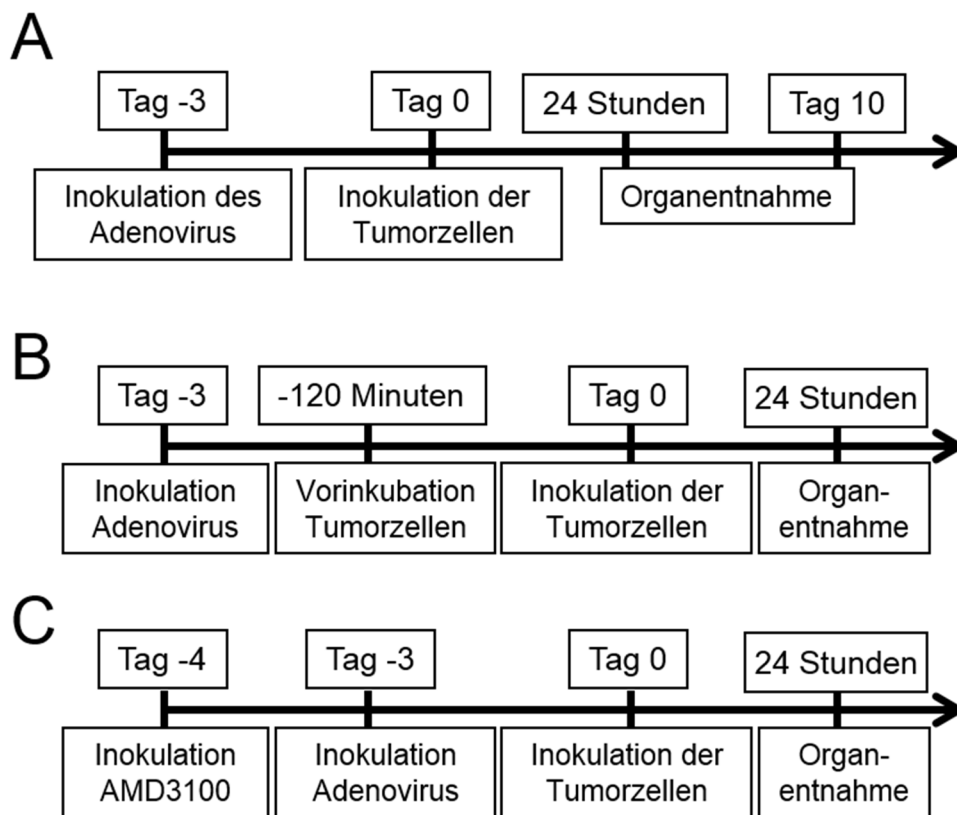 A
Tag -3
Tag 0
24 Stunden
Tag 10
Inokulation des
Adenovirus
Inokulation der
Tumorzellen
Organentnahme
B
Tag -3
-120 Minuten
Tag 0
24 Stunden
Inokulation
Adenovirus
Vorinkubation
Tumorzellen
Inokulation der
Tumorzellen
Organ-
entnahme
C
Tag -4
Tag -3
Tag 0
24 Stunden
Inokulation
AMD3100
Inokulation
Adenovirus
Inokulation der
Tumorzellen
Organ-
entnahme